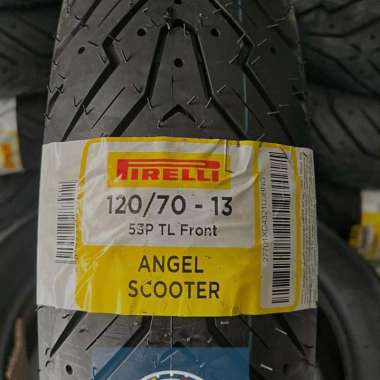 PIRELLI
120/70 - 13
53P TL Front
ANGEL
SCOOTER